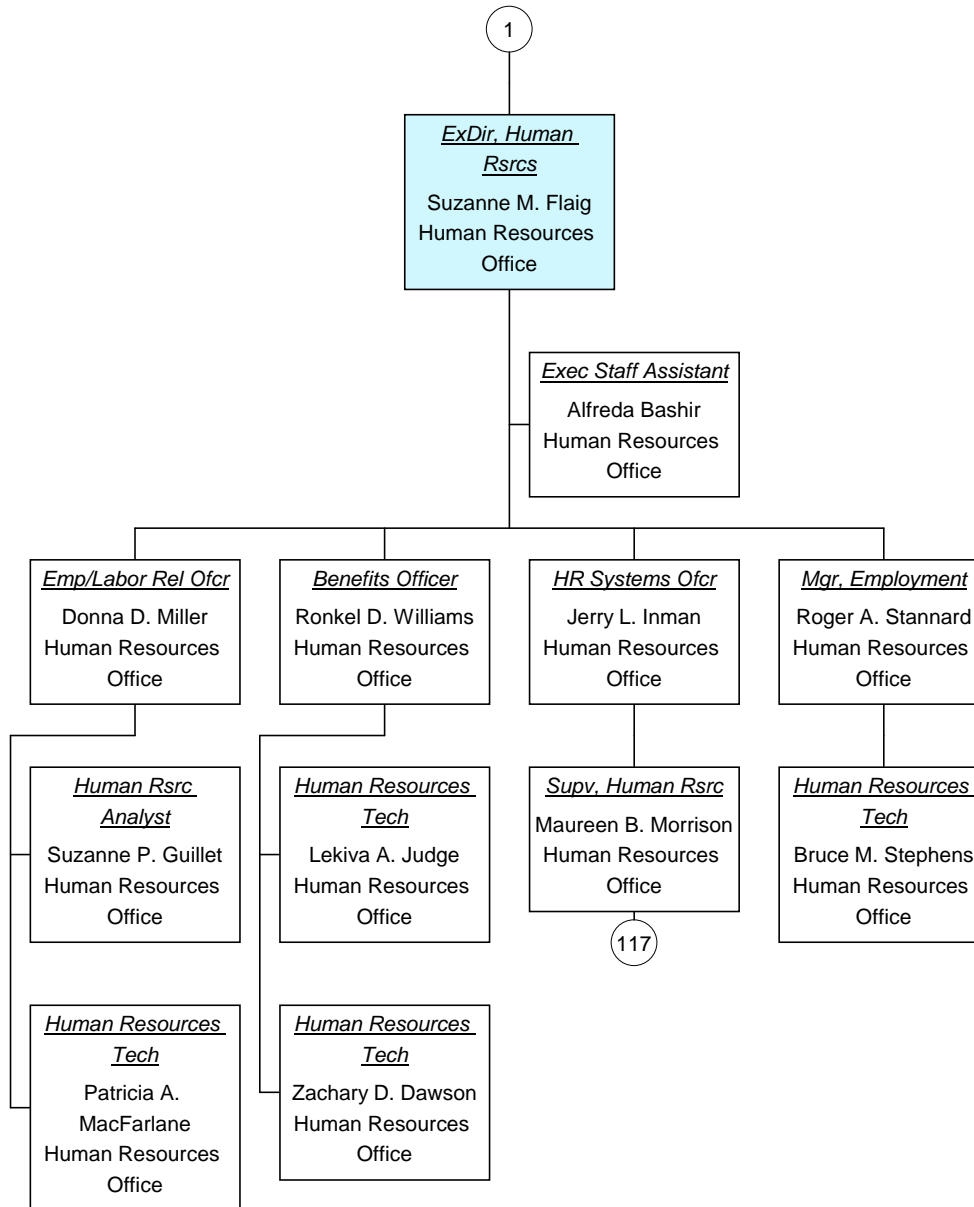 1
ExDir, Human
Rsrcs
Suzanne M. Flaig
Human Resources
Office
Exec Staff Assistant
Alfreda Bashir
Human Resources
Office
Emp/Labor Rel Ofcr
Donna D. Miller
Human Resources
Office
Benefits Officer
Ronkel D. Williams
Human Resources
Office
HR Systems Ofcr
Jerry L. Inman
Human Resources
Office
Mgr, Employment
Roger A. Stannard
Human Resources
Office
Human Rsrc
Analyst
Suzanne P. Guillet
Human Resources
Office
Human Resources
Tech
Lekiva A. Judge
Human Resources
Office
Supv, Human Rsrc
Maureen B. Morrison
Human Resources
Office
117
Human Resources
Tech
Bruce M. Stephens
Human Resources
Office
Human Resources
Tech
Patricia A.
MacFarlane
Human Resources
Office
Human Resources
Tech
Zachary D. Dawson
Human Resources
Office